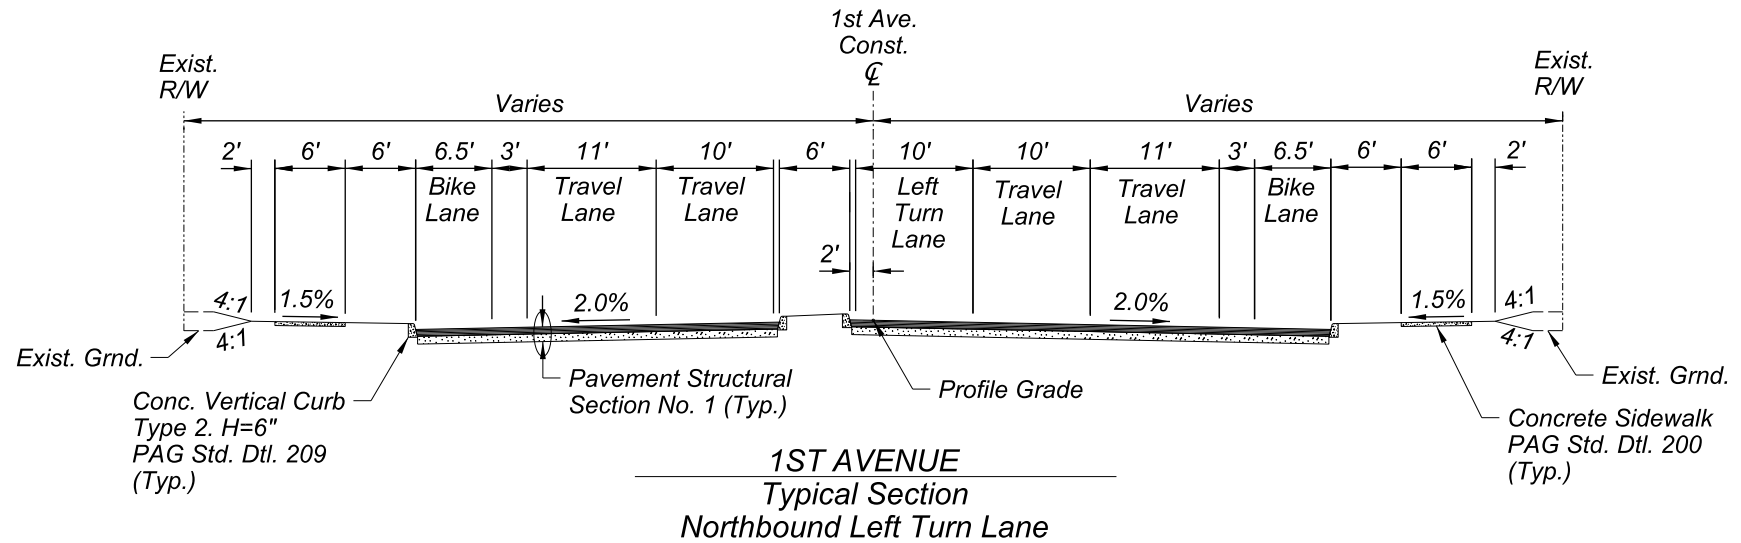 1st Ave.
Const.
℄
Exist.
R/W
Exist.
R/W
Varies
Varies
2' 6' 6' 6.5' 3' 11' 10' 6' 10' 10' 11' 3' 6.5' 6' 6' 2'
Bike
Lane
Travel
Lane
Travel
Lane
Left
Turn
Lane
Travel
Lane
Travel
Lane
Bike
Lane
2'
4:1
1.5%
2.0%
2.0%
1.5%
4:1
4:1
4:1
Exist. Grnd.
Conc. Vertical Curb
Type 2. H=6"
PAG Std. Dtl. 209
(Typ.)
Pavement Structural
Section No. 1 (Typ.)
Profile Grade
Exist. Grnd.
Concrete Sidewalk
PAG Std. Dtl. 200
(Typ.)
1ST AVENUE
Typical Section
Northbound Left Turn Lane